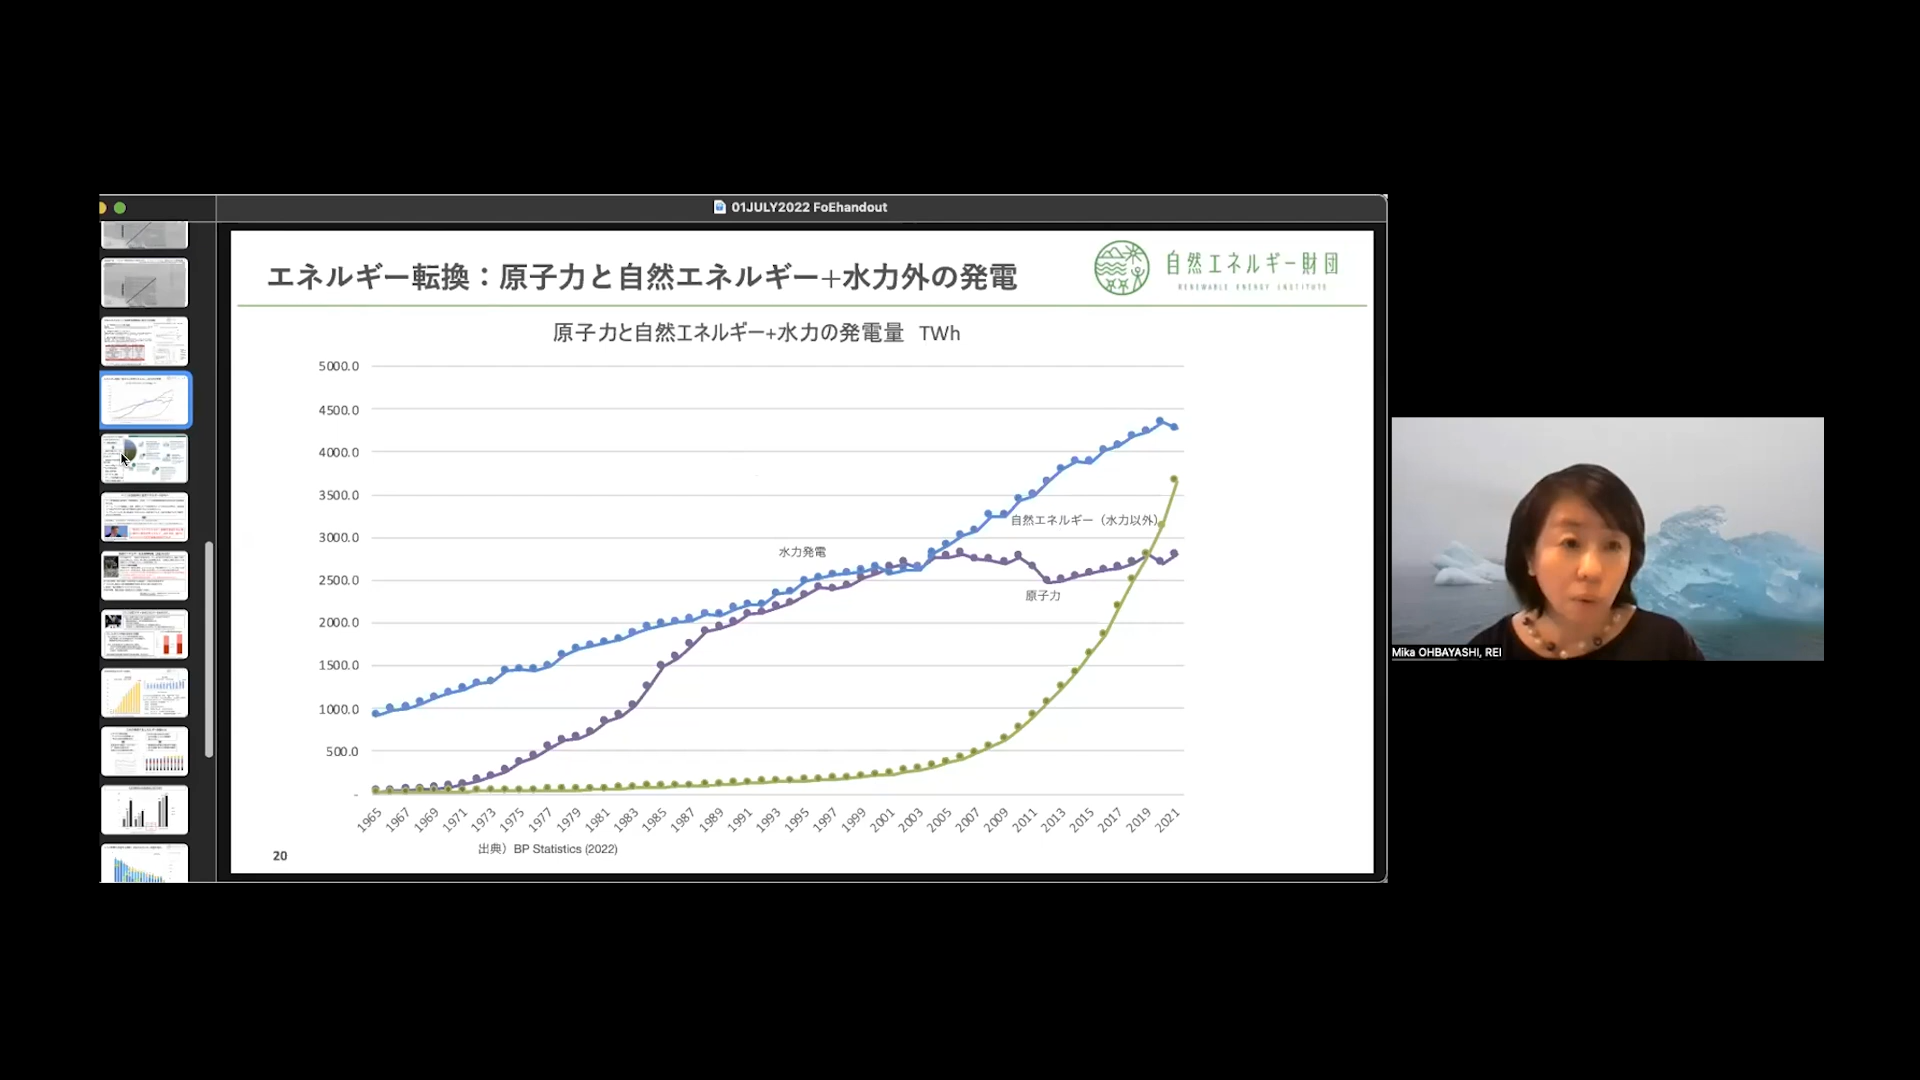 01JULY2022 FoEhandout
エネルギー転換：原子力と自然エネルギー+水力外の発電
自然エネルギー財団
RENEWABLE ENERGY INSTITUTE
原子力と自然エネルギー+水力の発電量 TWh
5000.0
4500.0
4000.0
3500.0
3000.0
2500.0
2000.0
1500.0
1000.0
500.0
-
自然エネルギー（水力以外）
水力発電
原子力
1965 1967 1969 1971 1973 1975 1977 1979 1981 1983 1985 1987 1989 1991 1993 1995 1997 1999 2001 2003 2005 2007 2009 2011 2013 2015 2017 2019 2021
出典）BP Statistics (2022)
20
Mika OHBAYASHI, REI